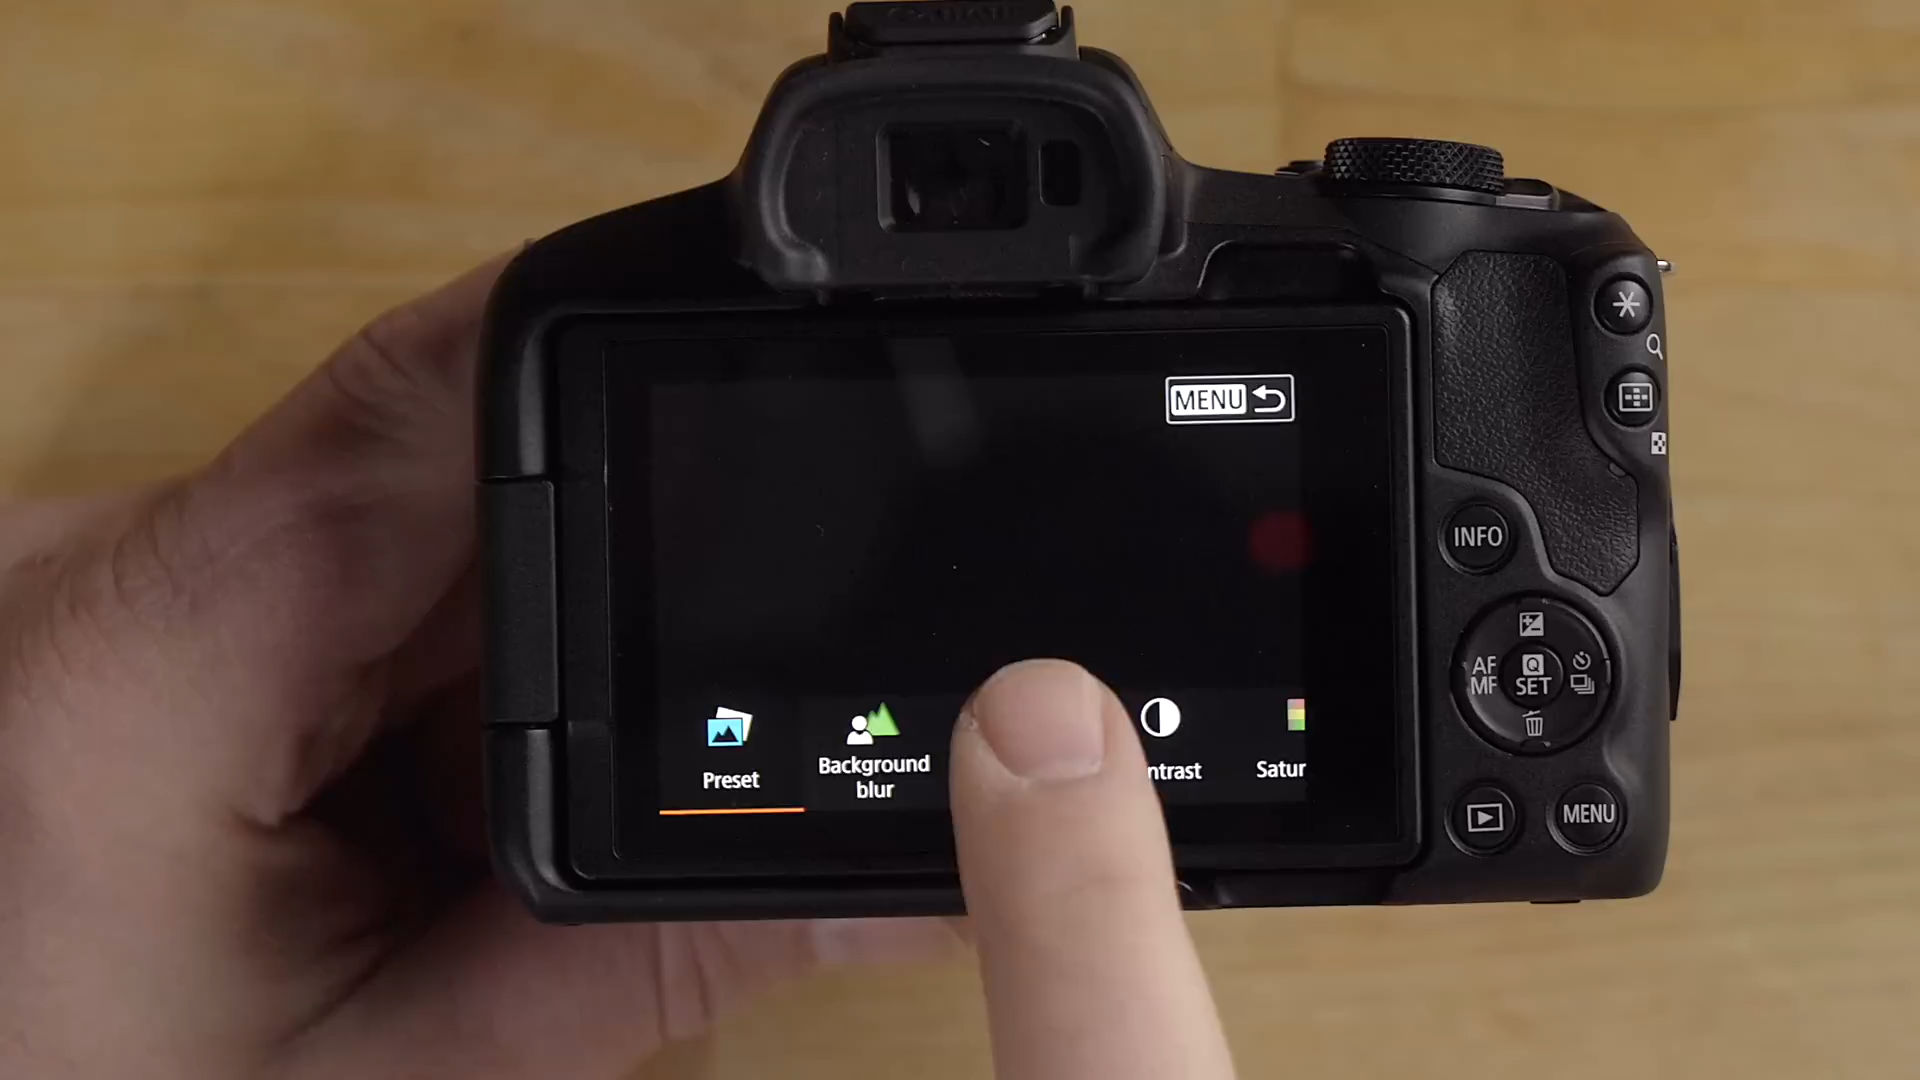 MENU
INFO
AF
MF
Q
SET
Preset
Background
blur
ntrast
Satur
MENU